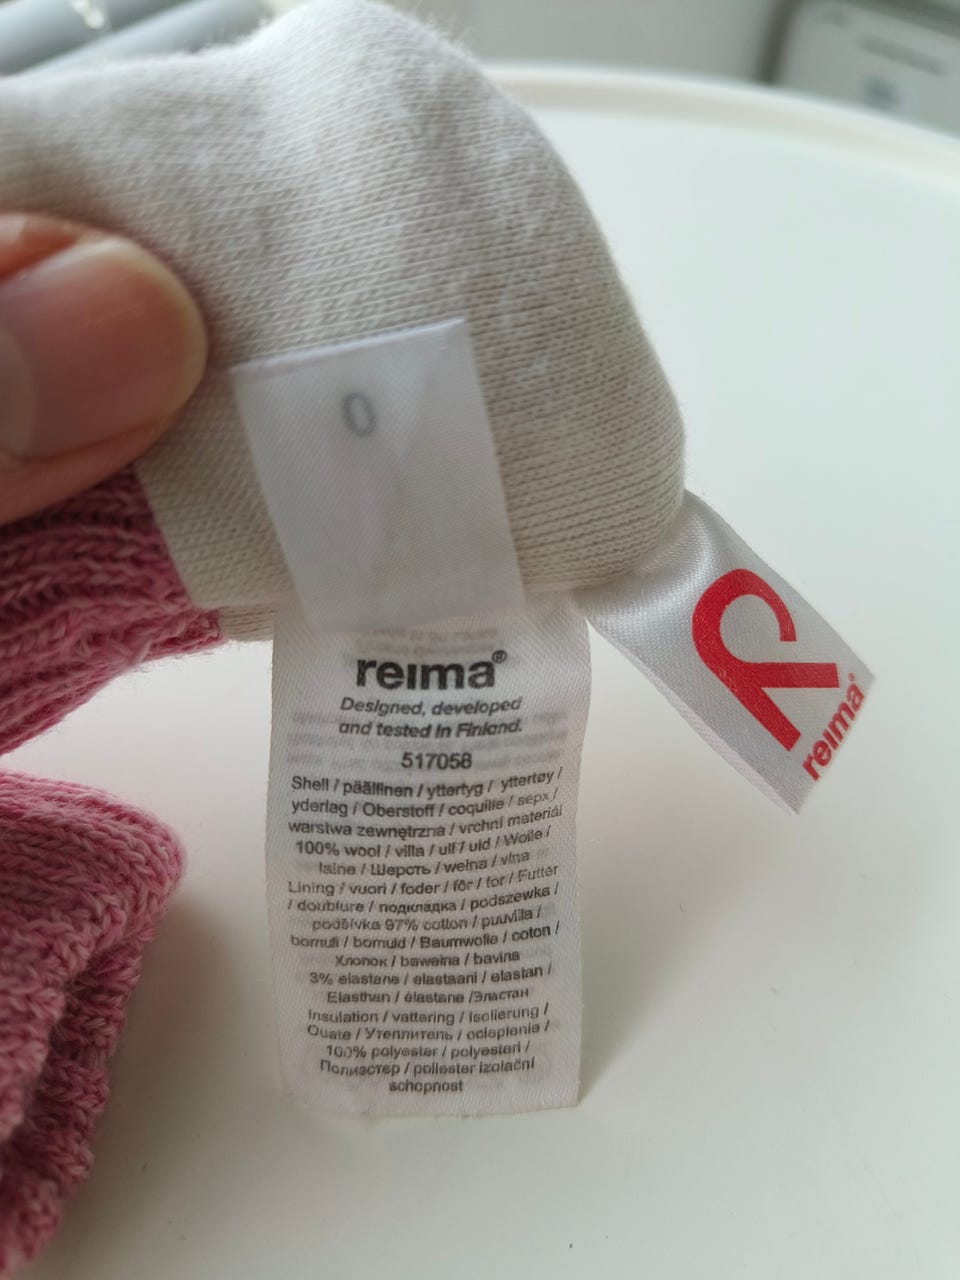 0
reima®
Designed, developed
and tested in Finland.
517058
Shell / päällinen / yttertyg / yttertøy /
yderlag / Oberstoff / coquille / верх /
warstwa zewnętrzna / vrchní materiál
100% wool / villa / ull / uld / Wolle /
laine / Шерсть / wełna / vlna
Lining / vuori / foder / fôr / for / Futter
/ doublure / подкладка / podszewka /
podšívka 97% cotton / puuvilla /
bomull / bomuld / Baumwolle / coton /
Хлопок / bawełna / bavlna
3% elastane / elastaani / elastan /
Elasthan / élastane /Эластан
Insulation / vattering / Isolierung /
Ouate / Утеплитель / ocieplenie /
100% polyester / polyesteri /
Полиэстер / poliester izolační
schopnost
reima®